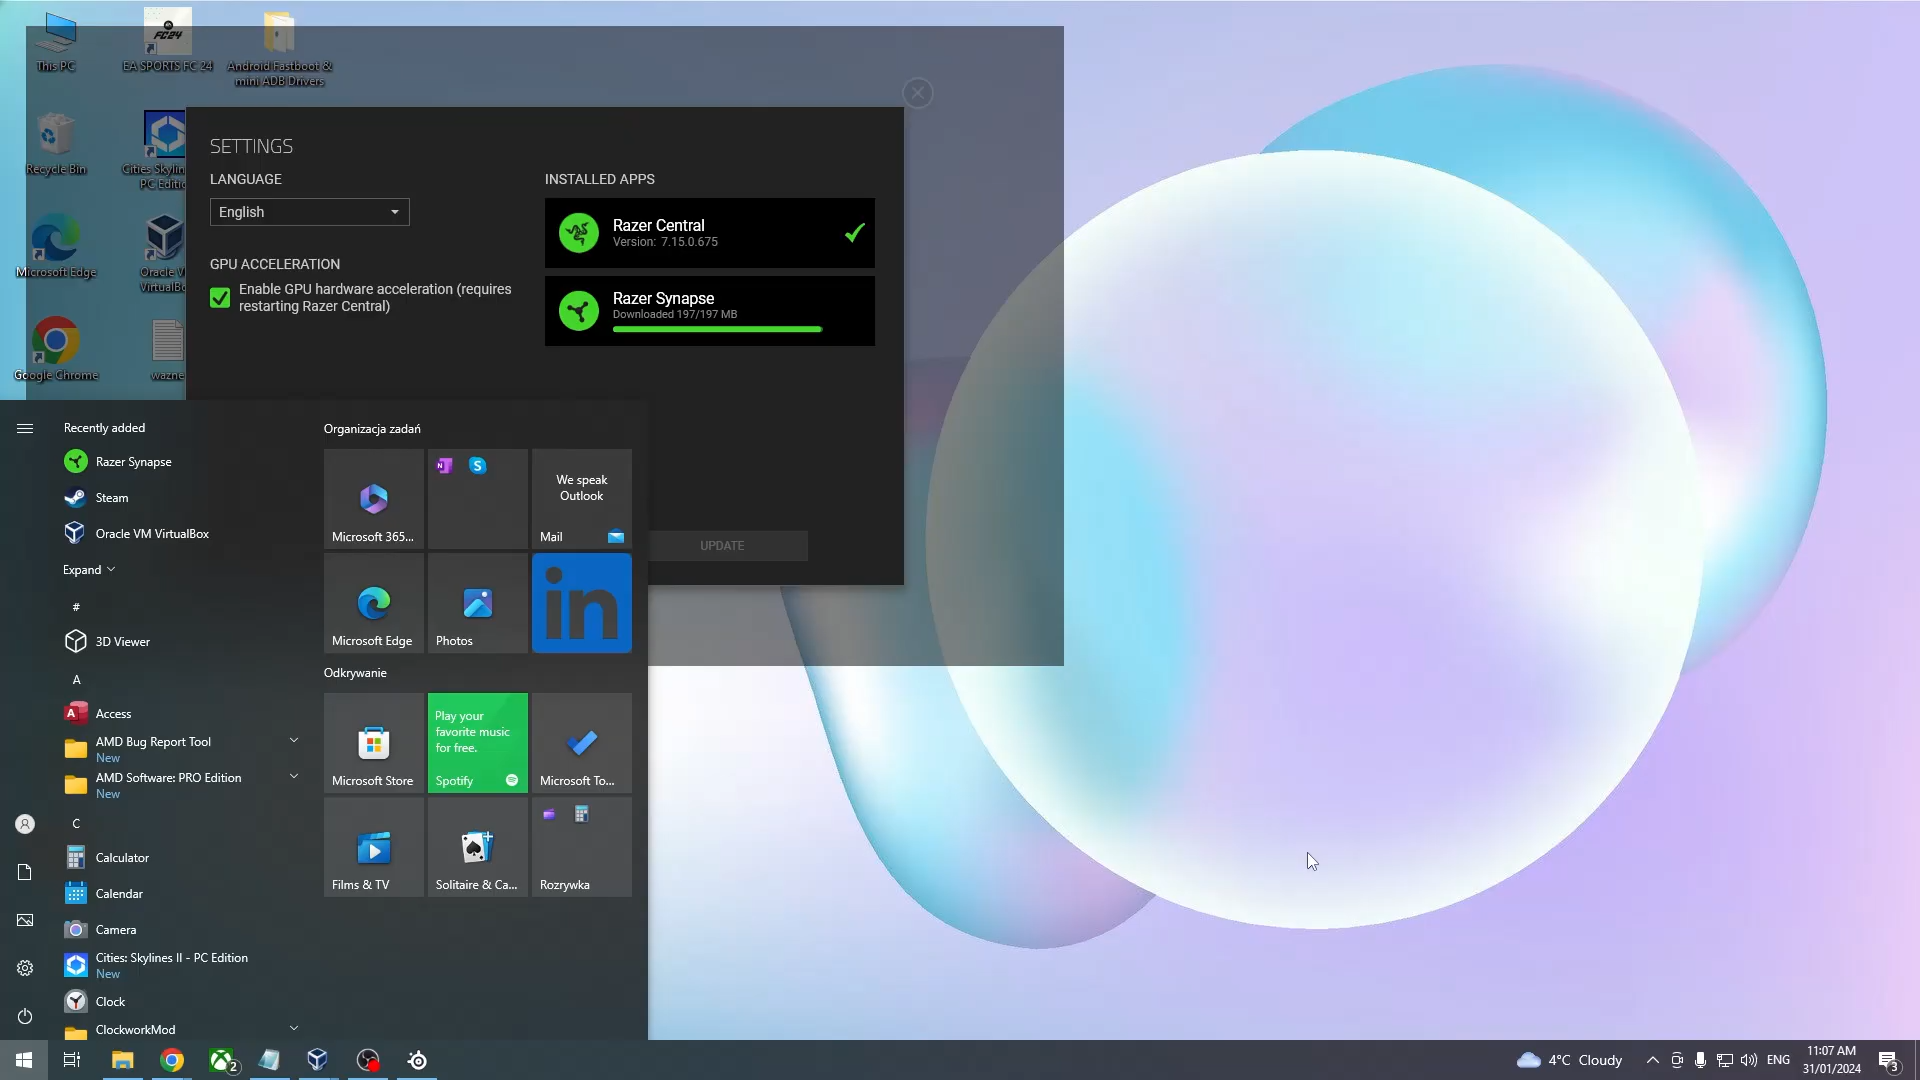 This PC
EA SPORTS FC 24
Android Fastboot &
mini ADB Drivers
Recycle Bin
Cities Skylin
PC Editio
Microsoft Edge
Oracle V
VirtualBo
Google Chrome
wazne
SETTINGS
LANGUAGE
English
GPU ACCELERATION
Enable GPU hardware acceleration (requires
restarting Razer Central)
INSTALLED APPS
Razer Central
Version: 7.15.0.675
Razer Synapse
Downloaded 197/197 MB
UPDATE
Recently added
Razer Synapse
Steam
Oracle VM VirtualBox
Expand
#
3D Viewer
A
Access
AMD Bug Report Tool
New
AMD Software: PRO Edition
New
C
Calculator
Calendar
Camera
Cities: Skylines II - PC Edition
New
Clock
ClockworkMod
Organizacja zadań
Microsoft 365...
We speak
Outlook
Mail
Microsoft Edge
Photos
in
Odkrywanie
Microsoft Store
Play your
favorite music
for free.
Spotify
Microsoft To...
Films & TV
Solitaire & Ca...
Rozrywka
2
4°C Cloudy
ENG
11:07 AM
31/01/2024
3